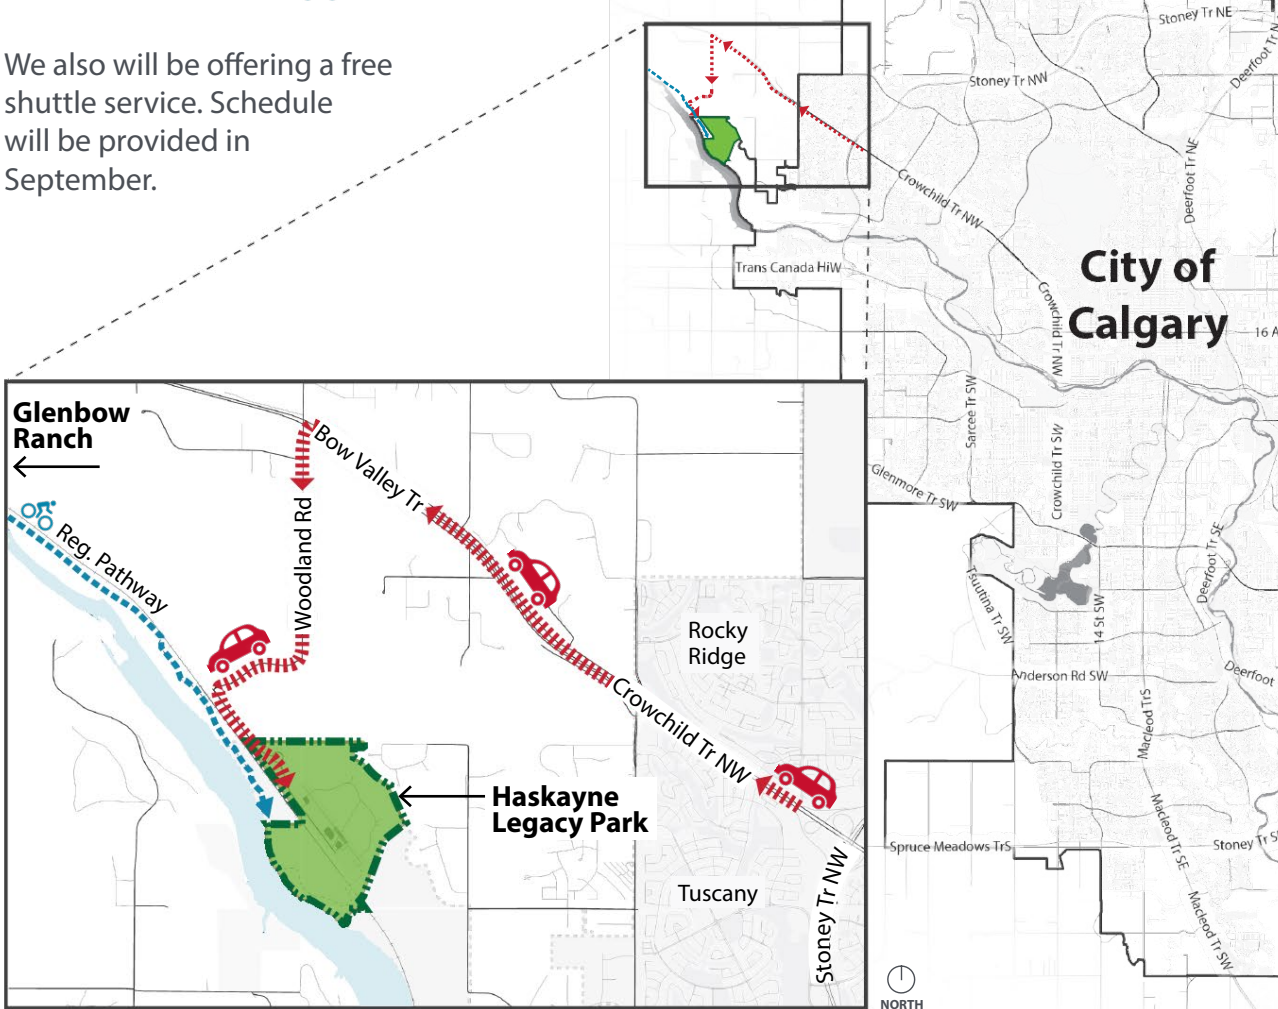 We also will be offering a free
shuttle service. Schedule
will be provided in
September.
Stoney Tr NE
Stoney Tr NW
Deerfoot Tr N
Deerfoot Tr NE
Crowchild Tr NW
Trans Canada HiW
City of
Calgary
Crowchild Tr NW
16 A
Sarcee Tr SW
Crowchild Tr SW
Glenmore Tr SW
Deerfoot Tr SE
Tsuutina Tr SW
14 St SW
Anderson Rd SW
Deerfoot
Macleod TrS
Spruce Meadows TrS
Macleod Tr SE
Stoney Tr S
Macleod Tr SW
NORTH
Glenbow
Ranch
Bow Valley Tr
Reg. Pathway
Woodland Rd
Rocky
Ridge
Crowchild Tr NW
Haskayne
Legacy Park
Tuscany
Stoney Tr NW